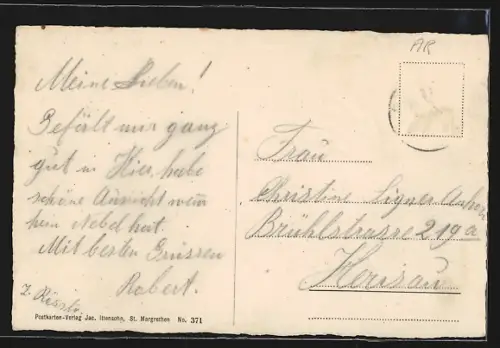 AR
Meine Lieben!
Gefällt mir ganz
gut u. Hier habe
schöne Aussicht wenn
kein Nebel hat.
Mit besten Grüssen
Robert.
Postkarten-Verlag Jac. Ittensohn, St. Margrethen No. 371
Frau
Christine Signer
Brühlstrasse 219a
Herisau